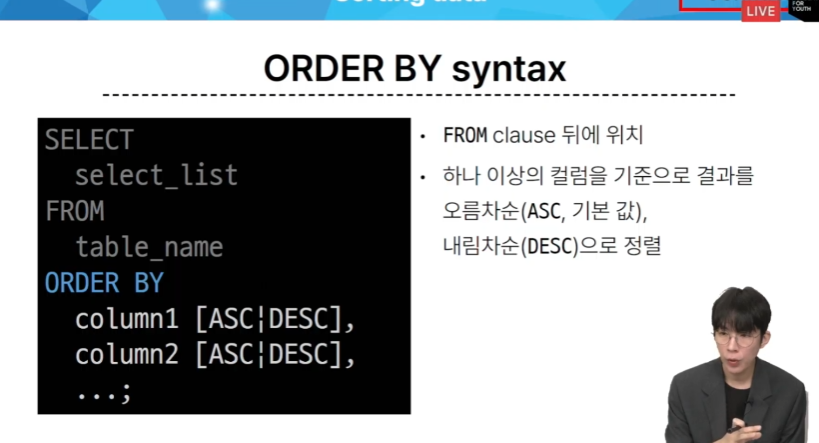 Sorting data
LIVE
FOR
YOUTH
ORDER BY syntax
SELECT
select_list
FROM
table_name
ORDER BY
column1 [ASC¦DESC],
column2 [ASC¦DESC],
...;
• FROM clause 뒤에 위치
• 하나 이상의 컬럼을 기준으로 결과를
오름차순(ASC, 기본 값),
내림차순(DESC)으로 정렬